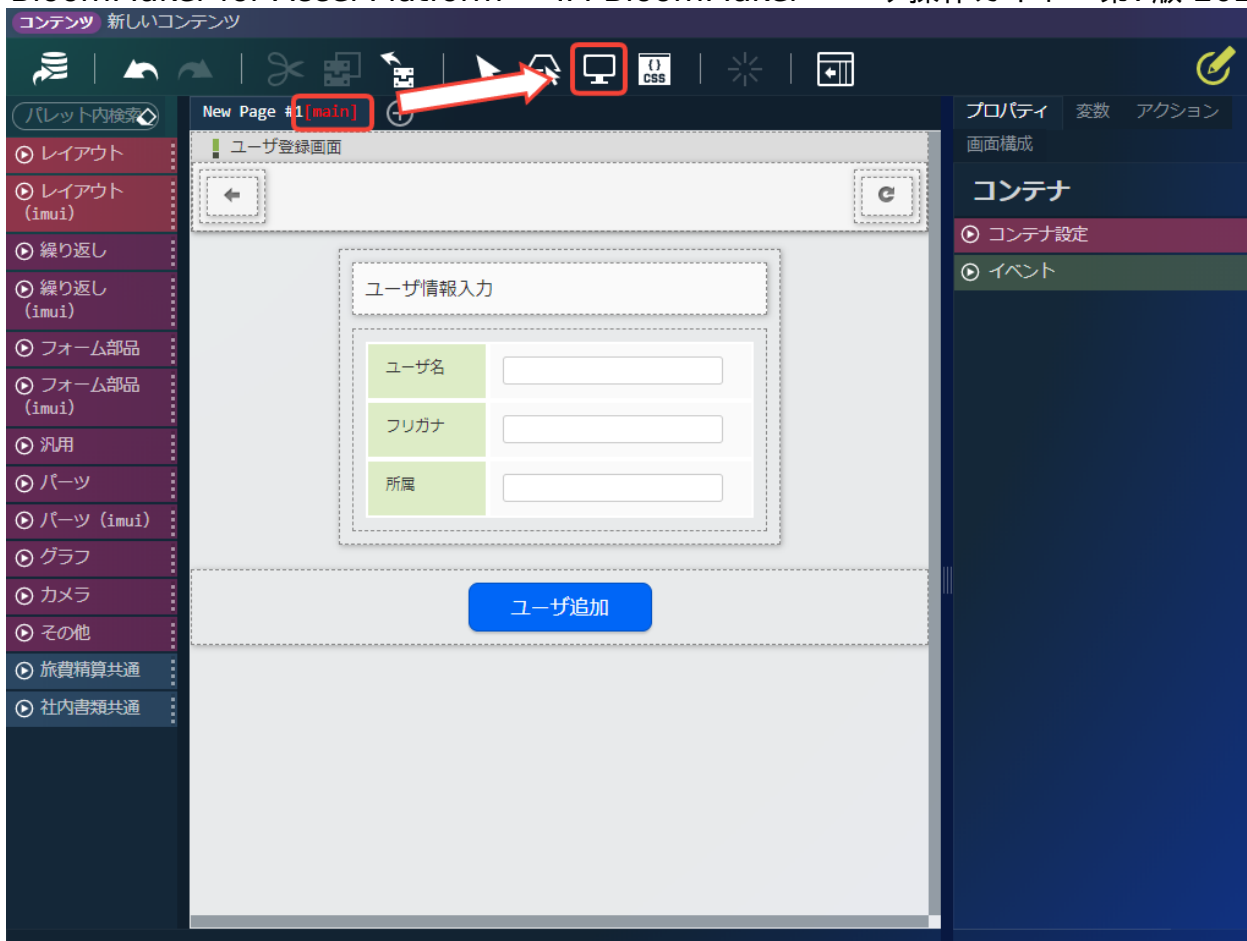 コンテンツ 新しいコンテンツ
{} CSS
パレット内検索
New Page #1[main]
プロパティ 変数 アクション
画面構成
レイアウト
レイアウト
(imui)
繰り返し
繰り返し
(imui)
フォーム部品
フォーム部品
(imui)
汎用
パーツ
パーツ (imui)
グラフ
カメラ
その他
旅費精算共通
社内書類共通
ユーザ登録画面
ユーザ情報入力
ユーザ名
フリガナ
所属
ユーザ追加
コンテナ
コンテナ設定
イベント